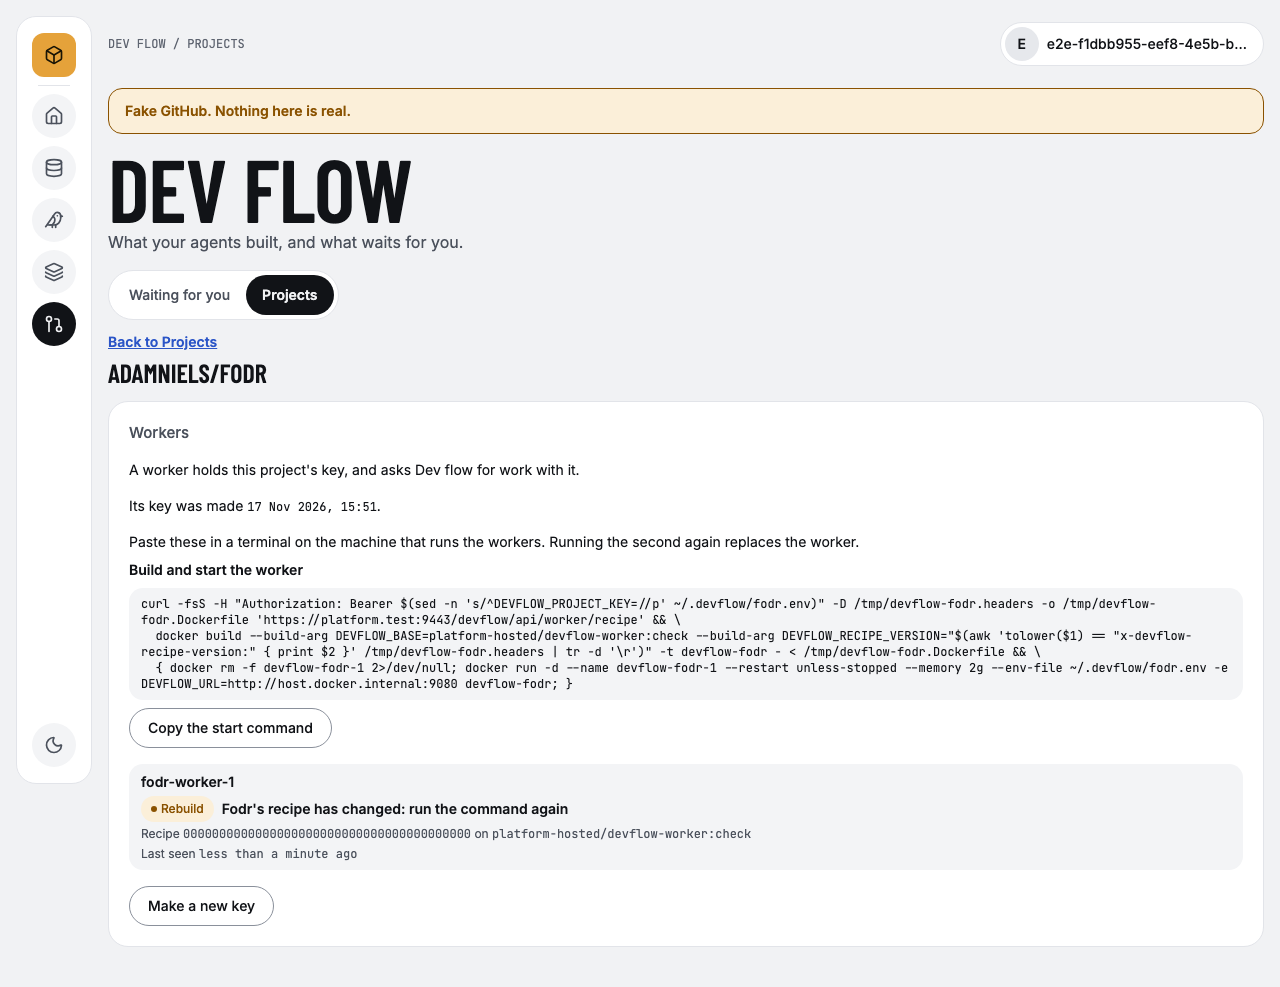 DEV FLOW / PROJECTS
E
e2e-f1dbb955-eef8-4e5b-b...
Fake GitHub. Nothing here is real.
DEV FLOW
What your agents built, and what waits for you.
Waiting for you
Projects
Back to Projects
ADAMNIELS/FODR
Workers
A worker holds this project's key, and asks Dev flow for work with it.
Its key was made 17 Nov 2026, 15:51.
Paste these in a terminal on the machine that runs the workers. Running the second again replaces the worker.
Build and start the worker
curl -fsS -H "Authorization: Bearer $(sed -n 's/^DEVFLOW_PROJECT_KEY=//p' ~/.devflow/fodr.env)" -D /tmp/devflow-fodr.headers -o /tmp/devflow-
fodr.Dockerfile 'https://platform.test:9443/devflow/api/worker/recipe' && \
docker build --build-arg DEVFLOW_BASE=platform-hosted/devflow-worker:check --build-arg DEVFLOW_RECIPE_VERSION="$(awk 'tolower($1) == "x-devflow-
recipe-version:" { print $2 }' /tmp/devflow-fodr.headers | tr -d '\r')" -t devflow-fodr - < /tmp/devflow-fodr.Dockerfile && \
{ docker rm -f devflow-fodr-1 2>/dev/null; docker run -d --name devflow-fodr-1 --restart unless-stopped --memory 2g --env-file ~/.devflow/fodr.env -e
DEVFLOW_URL=http://host.docker.internal:9080 devflow-fodr; }
Copy the start command
fodr-worker-1
Rebuild
Fodr's recipe has changed: run the command again
Recipe 0000000000000000000000000000000000000000 on platform-hosted/devflow-worker:check
Last seen less than a minute ago
Make a new key